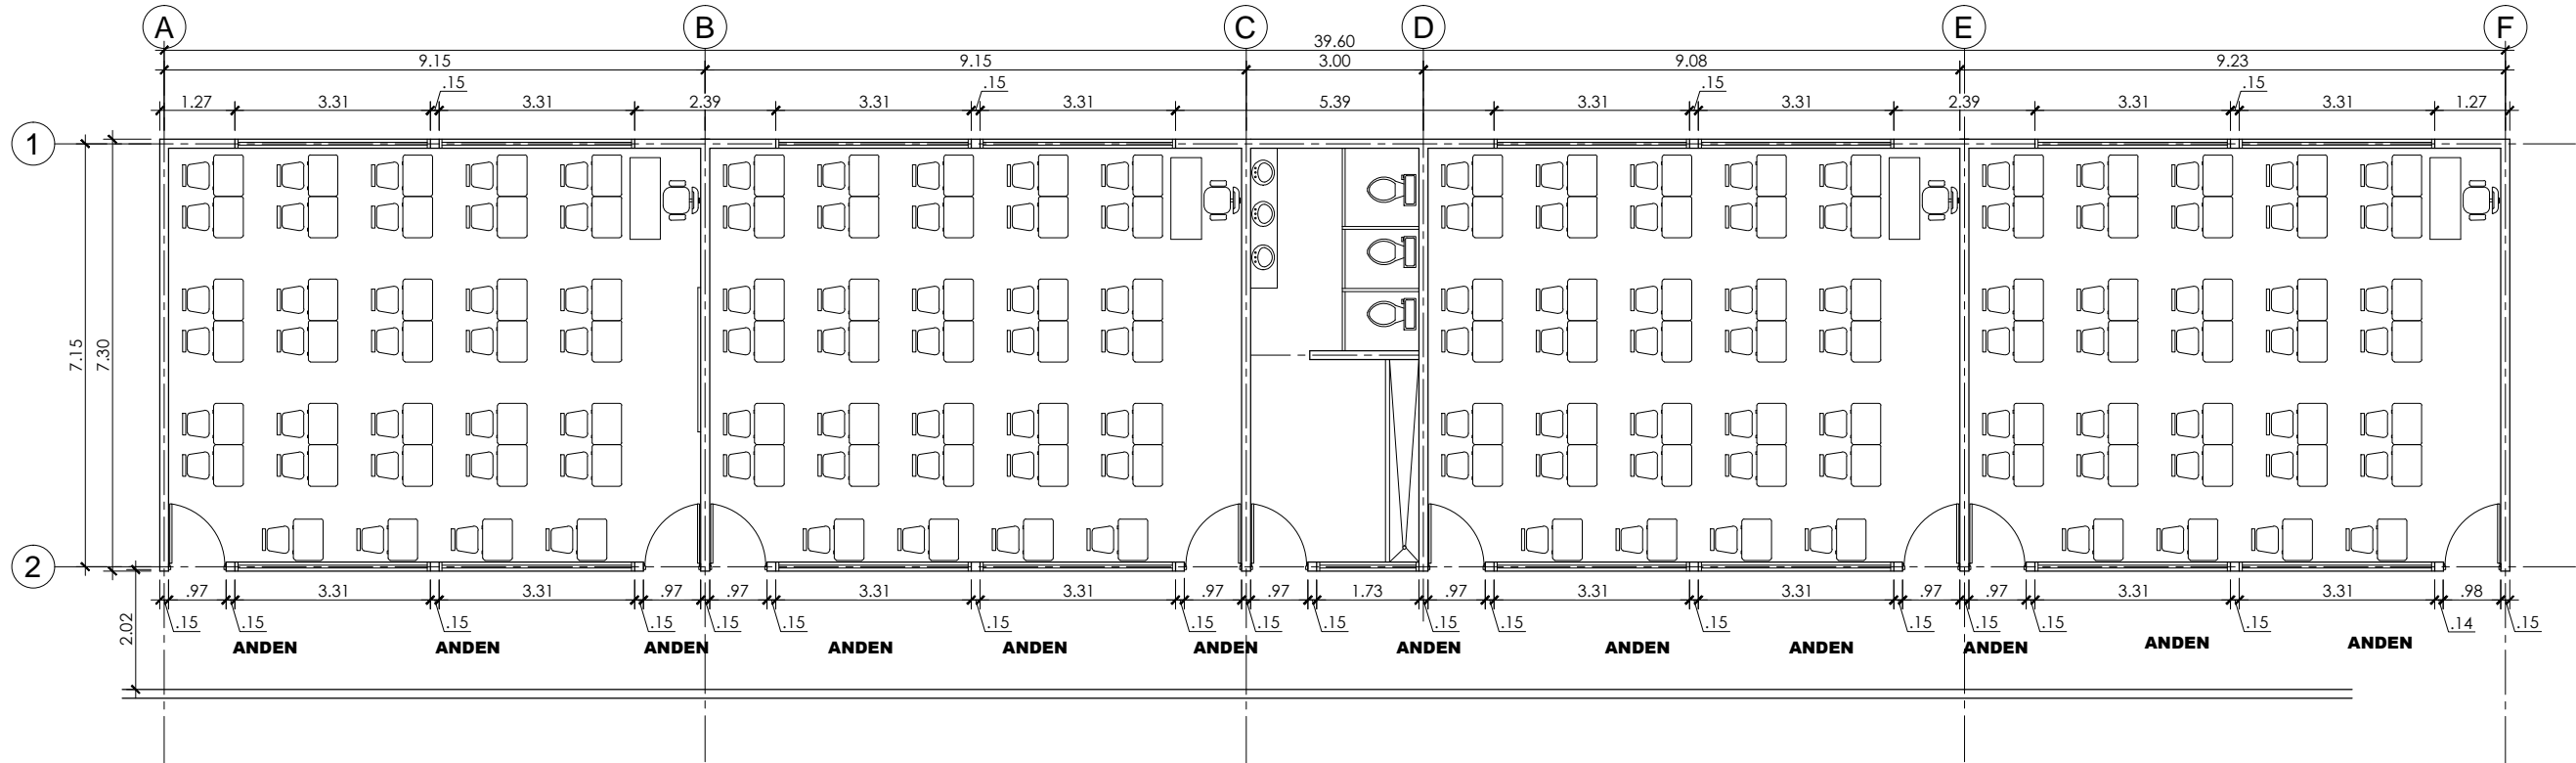 A B C D E F
39.60
9.15 9.15 3.00 9.08 9.23
.15 .15 .15 .15
1.27 3.31 3.31 2.39 3.31 3.31 5.39 3.31 3.31 2.39 3.31 3.31 1.27
1
7.15 7.30
2
.97 3.31 3.31 .97 .97 3.31 3.31 .97 .97 1.73 .97 3.31 3.31 .97 .97 3.31 3.31 .98
2.02
.15 .15 .15 .15 .15 .15 .15 .15 .15 .15 .15 .15 .15 .15 .15 .15 .15 .14 .15
ANDEN ANDEN ANDEN ANDEN ANDEN ANDEN ANDEN ANDEN ANDEN ANDEN ANDEN ANDEN